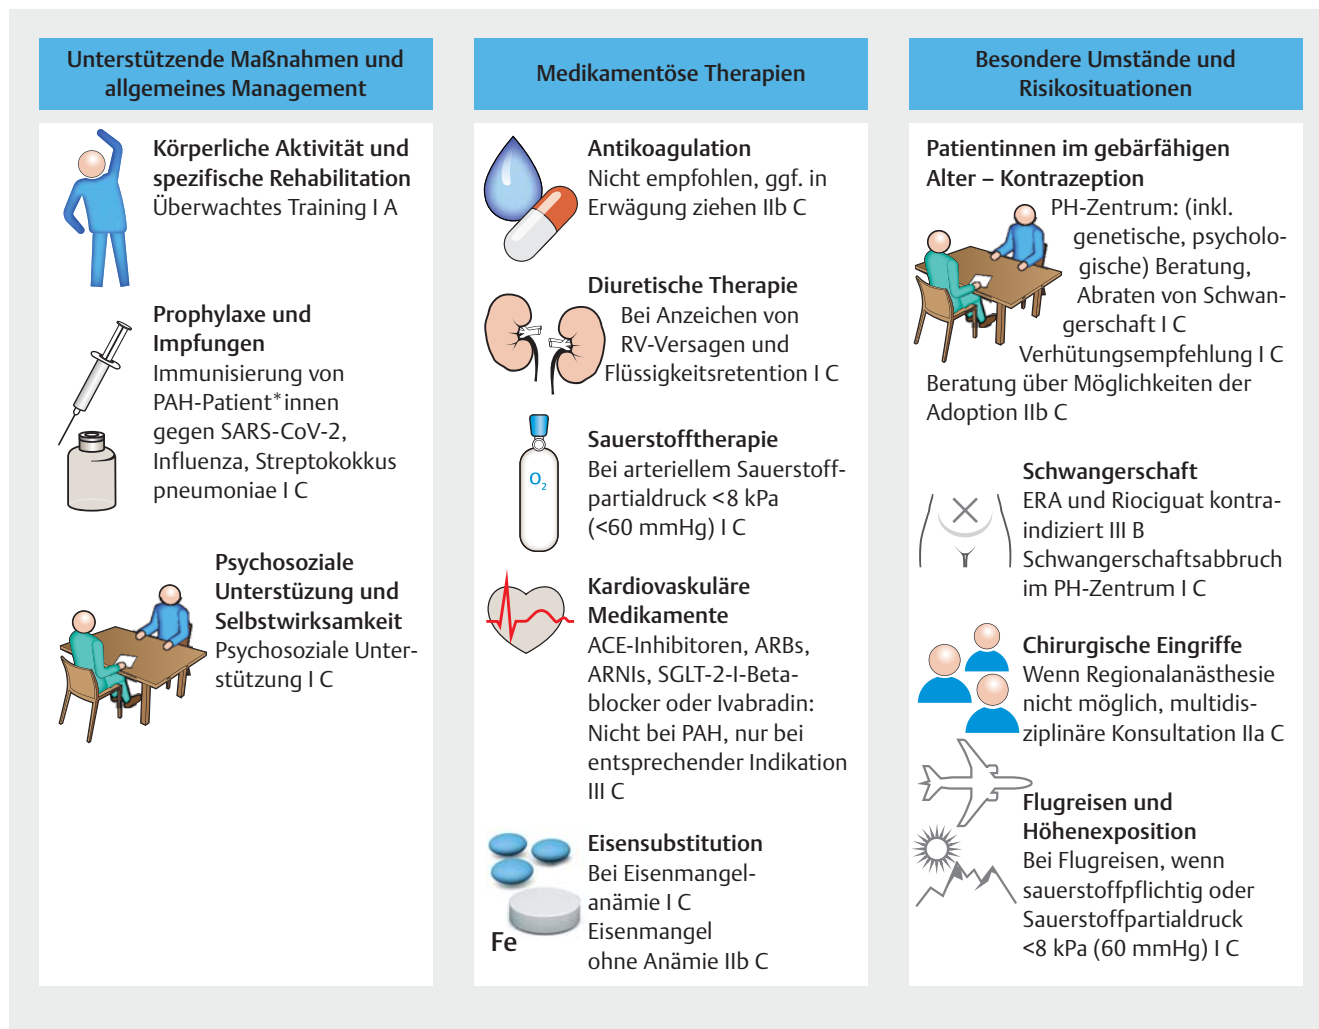 Unterstützende Maßnahmen und
allgemeines Management
Körperliche Aktivität und
spezifische Rehabilitation
Überwachtes Training I A
Prophylaxe und
Impfungen
Immunisierung von
PAH-Patient*innen
gegen SARS-CoV-2,
Influenza, Streptokokkus
pneumoniae I C
Psychosoziale
Unterstüzung und
Selbstwirksamkeit
Psychosoziale Unter-
stützung I C
Medikamentöse Therapien
Antikoagulation
Nicht empfohlen, ggf. in
Erwägung ziehen IIb C
Diuretische Therapie
Bei Anzeichen von
RV-Versagen und
Flüssigkeitsretention I C
O2
Sauerstofftherapie
Bei arteriellem Sauerstoff-
partialdruck <8 kPa
(<60 mmHg) I C
Kardiovaskuläre
Medikamente
ACE-Inhibitoren, ARBs,
ARNIs, SGLT-2-I-Beta-
blocker oder Ivabradin:
Nicht bei PAH, nur bei
entsprechender Indikation
III C
Eisensubstitution
Bei Eisenmangel-
anämie I C
Eisenmangel
ohne Anämie IIb C
Fe
Besondere Umstände und
Risikosituationen
Patientinnen im gebärfähigen
Alter – Kontrazeption
PH-Zentrum: (inkl.
genetische, psycholo-
gische) Beratung,
Abraten von Schwan-
gerschaft I C
Verhütungsempfehlung I C
Beratung über Möglichkeiten der
Adoption IIb C
Schwangerschaft
ERA und Riociguat kontra-
indiziert III B
Schwangerschaftsabbruch
im PH-Zentrum I C
Chirurgische Eingriffe
Wenn Regionalanästhesie
nicht möglich, multidis-
ziplinäre Konsultation IIa C
Flugreisen und
Höhenexposition
Bei Flugreisen, wenn
sauerstoffpflichtig oder
Sauerstoffpartialdruck
<8 kPa (60 mmHg) I C